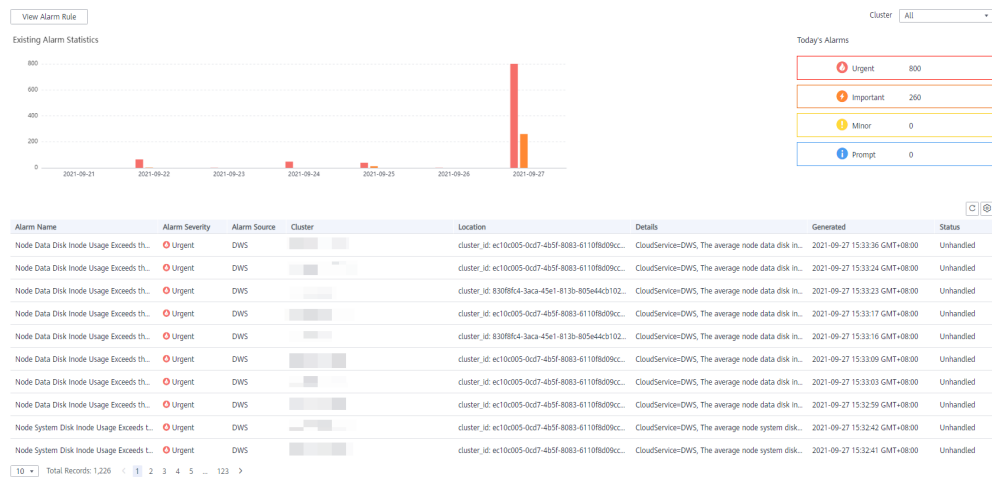 View Alarm Rule
Cluster All
Existing Alarm Statistics
Today's Alarms
800
600
400
200
0
2021-09-21 2021-09-22 2021-09-23 2021-09-24 2021-09-25 2021-09-26 2021-09-27
Urgent 800
Important 260
Minor 0
Prompt 0
Alarm Name Alarm Severity Alarm Source Cluster Location Details Generated Status
Node Data Disk Inode Usage Exceeds th... Urgent DWS cluster_id: ec10c005-0cd7-4b5f-8083-6110f8d09cc... CloudService=DWS, The average node data disk in... 2021-09-27 15:33:36 GMT+08:00 Unhandled
Node Data Disk Inode Usage Exceeds th... Urgent DWS cluster_id: ec10c005-0cd7-4b5f-8083-6110f8d09cc... CloudService=DWS, The average node data disk in... 2021-09-27 15:33:24 GMT+08:00 Unhandled
Node Data Disk Inode Usage Exceeds th... Urgent DWS cluster_id: 830f8fc4-3aca-45e1-813b-805e44cb102... CloudService=DWS, The average node data disk in... 2021-09-27 15:33:23 GMT+08:00 Unhandled
Node Data Disk Inode Usage Exceeds th... Urgent DWS cluster_id: ec10c005-0cd7-4b5f-8083-6110f8d09cc... CloudService=DWS, The average node data disk in... 2021-09-27 15:33:17 GMT+08:00 Unhandled
Node Data Disk Inode Usage Exceeds th... Urgent DWS cluster_id: 830f8fc4-3aca-45e1-813b-805e44cb102... CloudService=DWS, The average node data disk in... 2021-09-27 15:33:16 GMT+08:00 Unhandled
Node Data Disk Inode Usage Exceeds th... Urgent DWS cluster_id: ec10c005-0cd7-4b5f-8083-6110f8d09cc... CloudService=DWS, The average node data disk in... 2021-09-27 15:33:09 GMT+08:00 Unhandled
Node Data Disk Inode Usage Exceeds th... Urgent DWS cluster_id: ec10c005-0cd7-4b5f-8083-6110f8d09cc... CloudService=DWS, The average node data disk in... 2021-09-27 15:33:03 GMT+08:00 Unhandled
Node Data Disk Inode Usage Exceeds th... Urgent DWS cluster_id: ec10c005-0cd7-4b5f-8083-6110f8d09cc... CloudService=DWS, The average node data disk in... 2021-09-27 15:32:59 GMT+08:00 Unhandled
Node System Disk Inode Usage Exceeds t... Urgent DWS cluster_id: ec10c005-0cd7-4b5f-8083-6110f8d09cc... CloudService=DWS, The average node system disk... 2021-09-27 15:32:42 GMT+08:00 Unhandled
Node System Disk Inode Usage Exceeds t... Urgent DWS cluster_id: ec10c005-0cd7-4b5f-8083-6110f8d09cc... CloudService=DWS, The average node system disk... 2021-09-27 15:32:41 GMT+08:00 Unhandled
10 Total Records: 1,226 < 1 2 3 4 5 ... 123 >